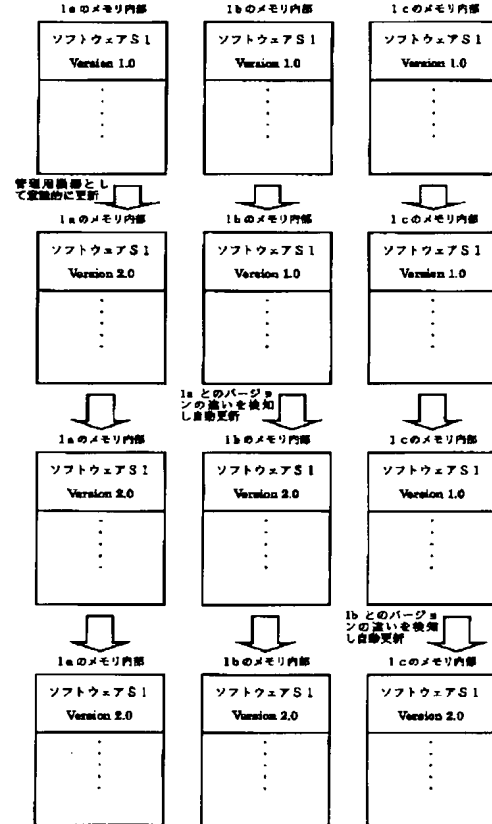 1aのメモリ内部
1bのメモリ内部
1cのメモリ内部
ソフトウェアS1
Version 1.0
ソフトウェアS1
Version 1.0
ソフトウェアS1
Version 1.0
管理用機器とし
て意識的に更新
1aのメモリ内部
1bのメモリ内部
1cのメモリ内部
ソフトウェアS1
Version 2.0
ソフトウェアS1
Version 1.0
ソフトウェアS1
Version 1.0
1aとのバージョ
ンの違いを検知
し自動更新
1aのメモリ内部
1bのメモリ内部
1cのメモリ内部
ソフトウェアS1
Version 2.0
ソフトウェアS1
Version 2.0
ソフトウェアS1
Version 1.0
1bとのバージョ
ンの違いを検知
し自動更新
1aのメモリ内部
1bのメモリ内部
1cのメモリ内部
ソフトウェアS1
Version 2.0
ソフトウェアS1
Version 2.0
ソフトウェアS1
Version 2.0